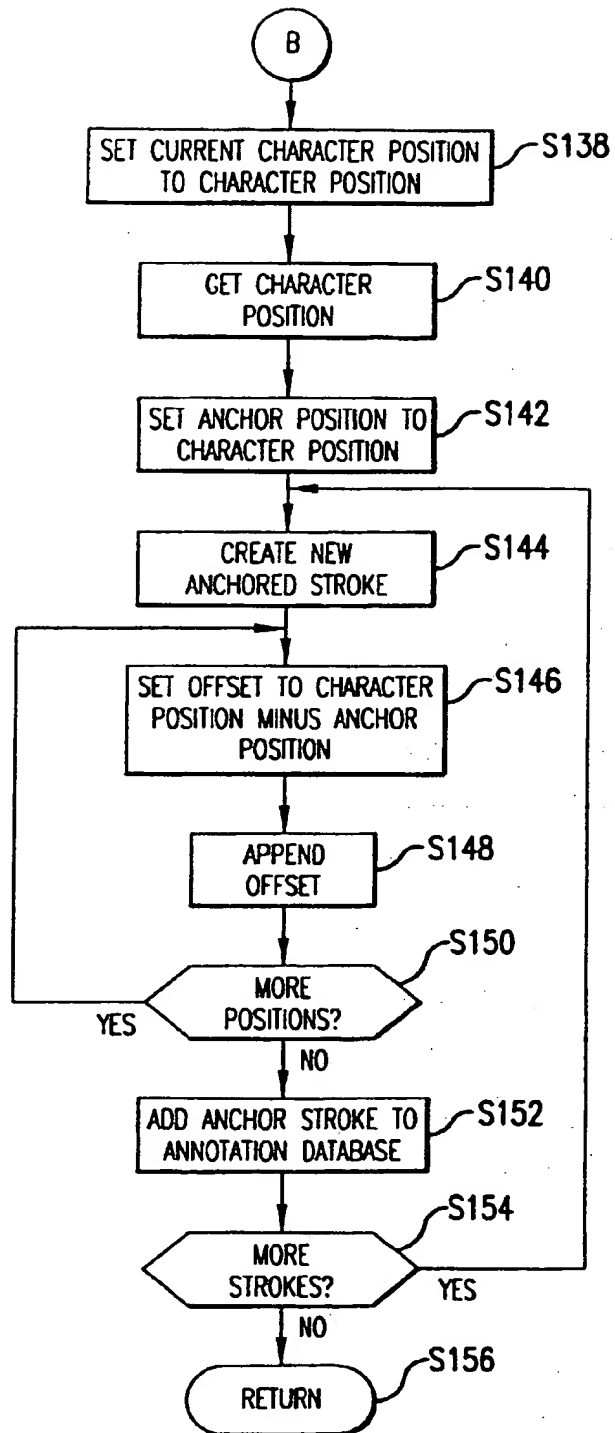 B
SET CURRENT CHARACTER POSITION
TO CHARACTER POSITION
S138
GET CHARACTER
POSITION
S140
SET ANCHOR POSITION TO
CHARACTER POSITION
S142
CREATE NEW
ANCHORED STROKE
S144
SET OFFSET TO CHARACTER
POSITION MINUS ANCHOR
POSITION
S146
APPEND
OFFSET
S148
MORE
POSITIONS?
S150
YES
NO
ADD ANCHOR STROKE TO
ANNOTATION DATABASE
S152
MORE
STROKES?
S154
YES
NO
RETURN
S156